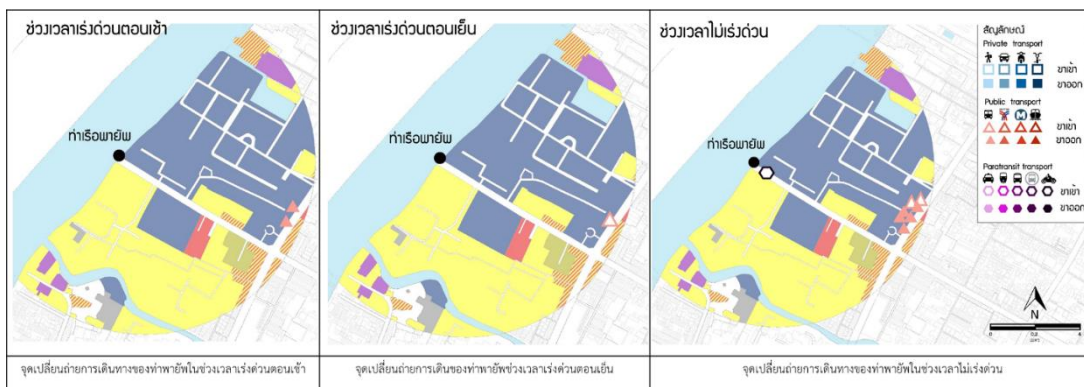 ช่วงเวลาเร่งด่วนตอนเช้า
ท่าเรือพายัพ
ช่วงเวลาเร่งด่วนตอนเย็น
ท่าเรือพายัพ
ช่วงเวลาไม่เร่งด่วน
ท่าเรือพายัพ
สัญลักษณ์
Private transport
ขาเข้า
ขาออก
Public transport
ขาเข้า
ขาออก
Paratransit transport
ขาเข้า
ขาออก
N
จุดเปลี่ยนถ่ายการเดินทางของท่าพายัพในช่วงเวลาเร่งด่วนตอนเช้า
จุดเปลี่ยนถ่ายการเดินของท่าพายัพช่วงเวลาเร่งด่วนตอนเย็น
จุดเปลี่ยนถ่ายการเดินทางของท่าพายัพในช่วงเวลาไม่เร่งด่วน